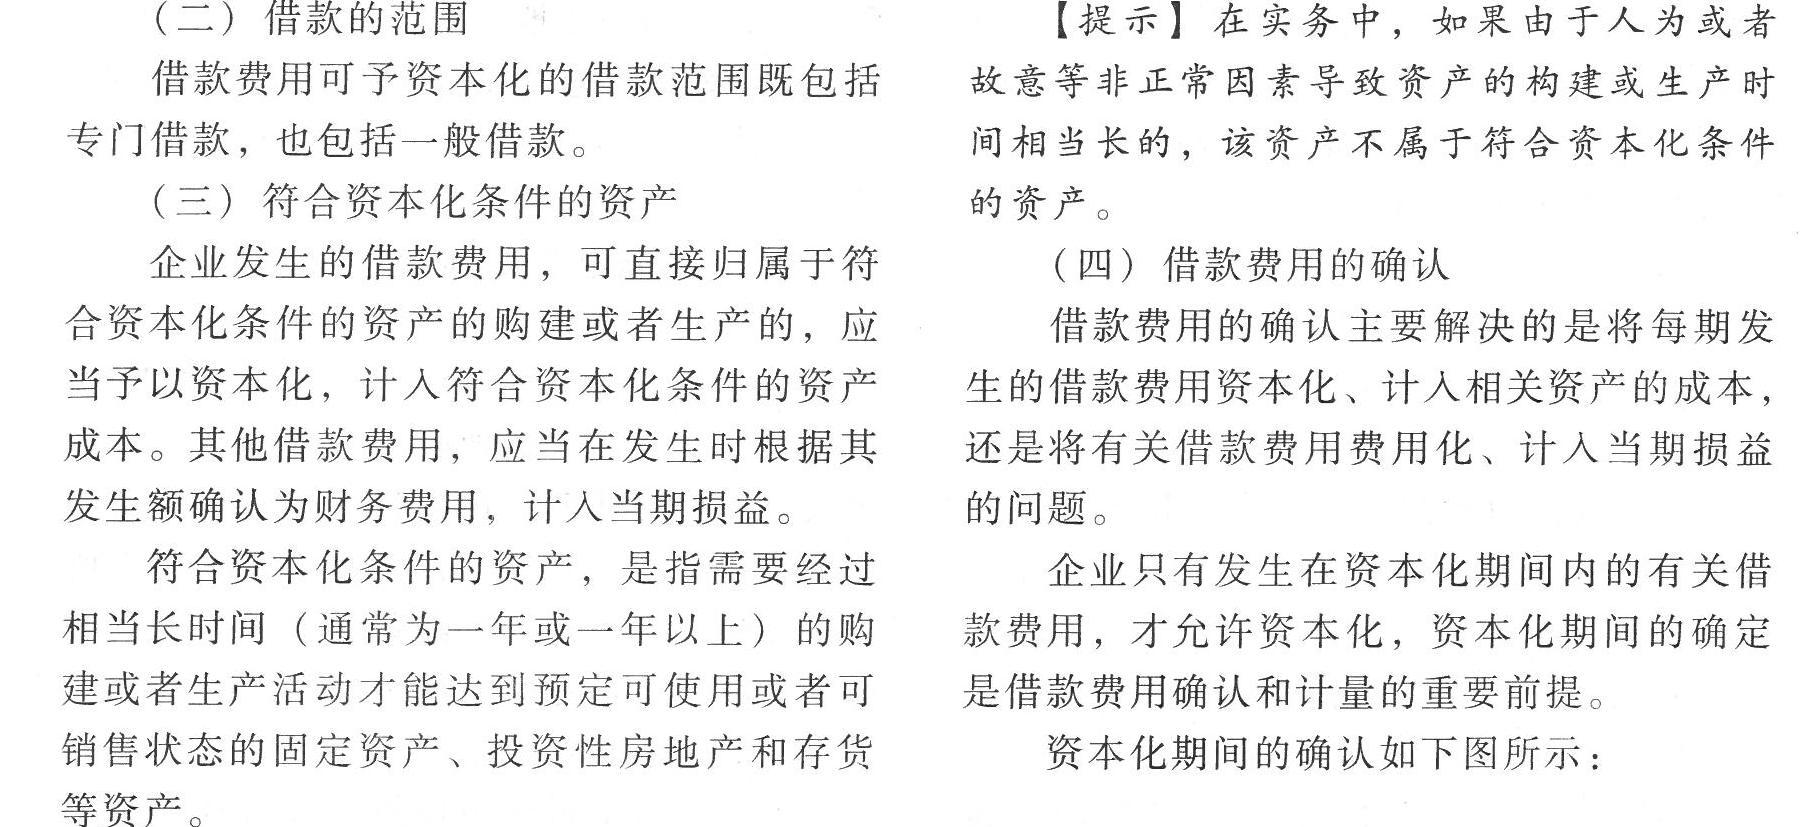 （二）借款的范围
借款费用可予资本化的借款范围既包括
专门借款，也包括一般借款。
（三）符合资本化条件的资产
企业发生的借款费用，可直接归属于符
合资本化条件的资产的购建或者生产的，应
当予以资本化，计入符合资本化条件的资产
成本。其他借款费用，应当在发生时根据其
发生额确认为财务费用，计入当期损益。
符合资本化条件的资产，是指需要经过
相当长时间（通常为一年或一年以上）的购
建或者生产活动才能达到预定可使用或者可
销售状态的固定资产、投资性房地产和存货
等资产。
【提示】在实务中，如果由于人为或者
故意等非正常因素导致资产的构建或生产时
间相当长的，该资产不属于符合资本化条件
的资产。
（四）借款费用的确认
借款费用的确认主要解决的是将每期发
生的借款费用资本化、计入相关资产的成本，
还是将有关借款费用费用化、计入当期损益
的问题。
企业只有发生在资本化期间内的有关借
款费用，才允许资本化，资本化期间的确定
是借款费用确认和计量的重要前提。
资本化期间的确认如下图所示：